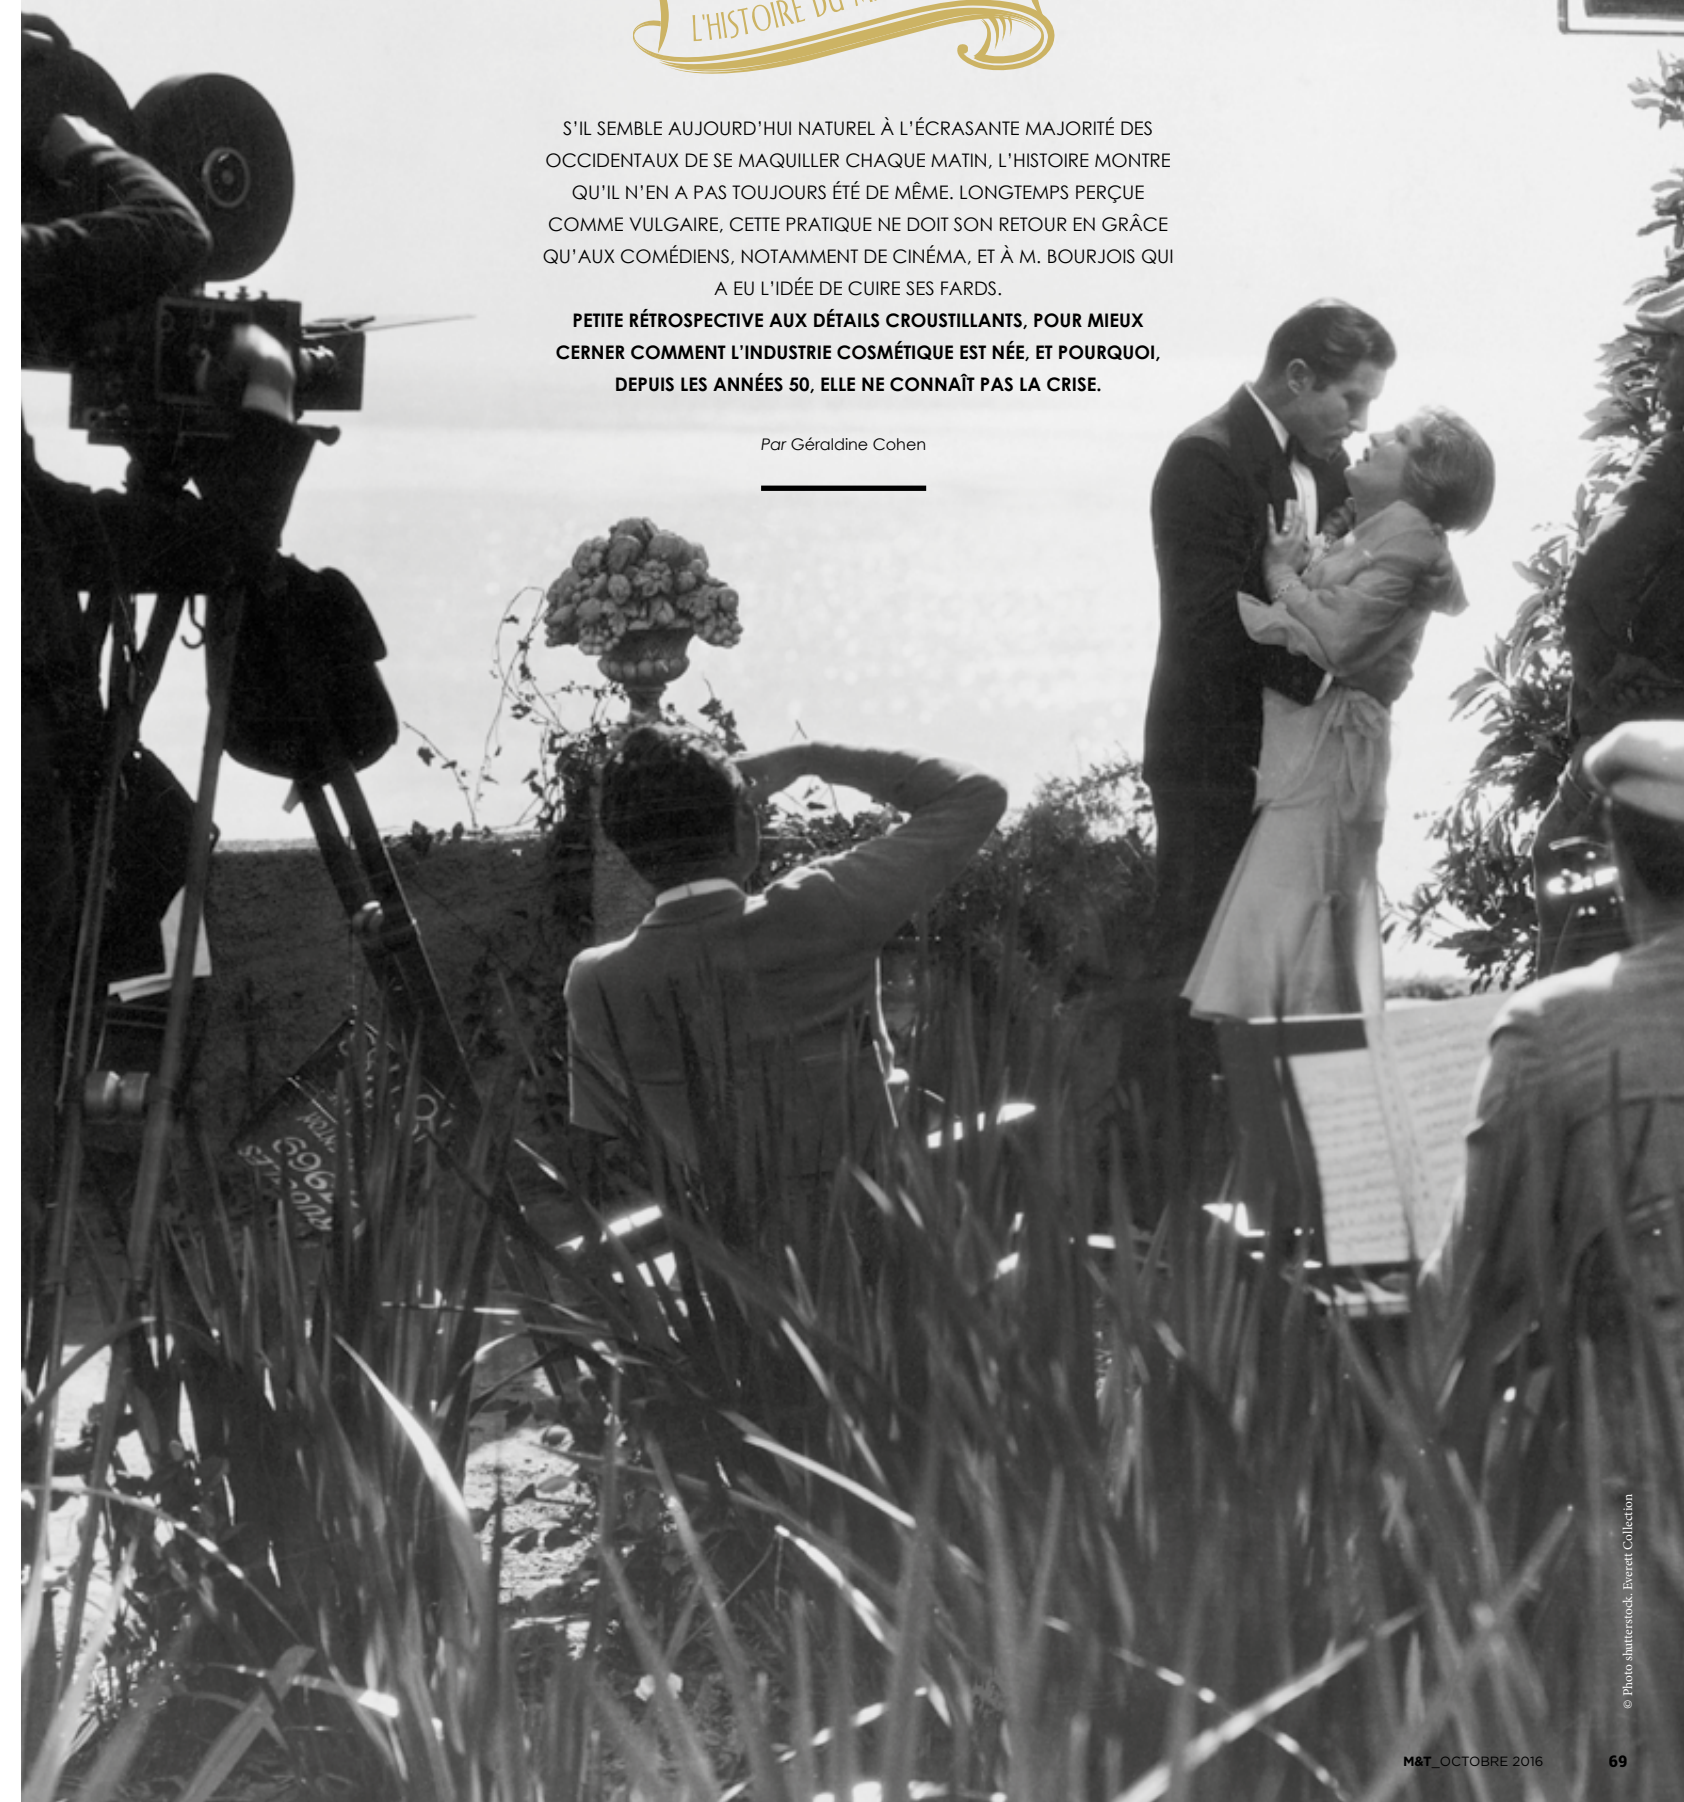 L'HISTOIRE DU
S'IL SEMBLE AUJOURD'HUI NATUREL À L'ÉCRASANTE MAJORITÉ DES
OCCIDENTAUX DE SE MAQUILLER CHAQUE MATIN, L'HISTOIRE MONTRE
QU'IL N'EN A PAS TOUJOURS ÉTÉ DE MÊME. LONGTEMPS PERÇUE
COMME VULGAIRE, CETTE PRATIQUE NE DOIT SON RETOUR EN GRÂCE
QU'AUX COMÉDIENS, NOTAMMENT DE CINÉMA, ET À M. BOURJOIS QUI
A EU L'IDÉE DE CUIRE SES FARDS.
PETITE RÉTROSPECTIVE AUX DÉTAILS CROUSTILLANTS, POUR MIEUX
CERNER COMMENT L'INDUSTRIE COSMÉTIQUE EST NÉE, ET POURQUOI,
DEPUIS LES ANNÉES 50, ELLE NE CONNAÎT PAS LA CRISE.
Par Géraldine Cohen
© Photo shutterstock. Everett Collection
M&T_OCTOBRE 2016 69